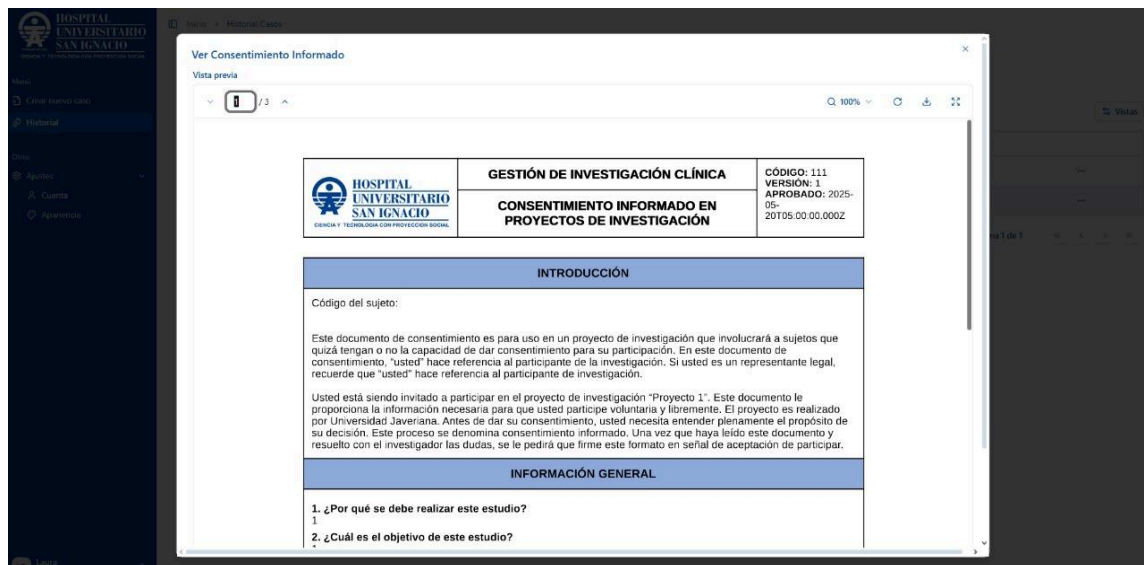 HOSPITAL
UNIVERSITARIO
SAN IGNACIO
CIENCIA Y TECNOLOGIA CON PROYECCION SOCIAL
Menú
Crear nuevo caso
Historial
Otros
Ajustes
Cuenta
Apariencia
Laura
Inicio > Historial Casos
Vistas
1 de 1
Ver Consentimiento Informado
Vista previa
1 / 3
100%
HOSPITAL
UNIVERSITARIO
SAN IGNACIO
CIENCIA Y TECNOLOGIA CON PROYECCION SOCIAL
GESTIÓN DE INVESTIGACIÓN CLÍNICA
CONSENTIMIENTO INFORMADO EN
PROYECTOS DE INVESTIGACIÓN
CÓDIGO: 111
VERSIÓN: 1
APROBADO: 2025-
05-
20T05:00:00.000Z
INTRODUCCIÓN
Código del sujeto:
Este documento de consentimiento es para uso en un proyecto de investigación que involucrará a sujetos que
quizá tengan o no la capacidad de dar consentimiento para su participación. En este documento de
consentimiento, "usted" hace referencia al participante de la investigación. Si usted es un representante legal,
recuerde que "usted" hace referencia al participante de investigación.
Usted está siendo invitado a participar en el proyecto de investigación "Proyecto 1". Este documento le
proporciona la información necesaria para que usted participe voluntaria y libremente. El proyecto es realizado
por Universidad Javeriana. Antes de dar su consentimiento, usted necesita entender plenamente el propósito de
su decisión. Este proceso se denomina consentimiento informado. Una vez que haya leído este documento y
resuelto con el investigador las dudas, se le pedirá que firme este formato en señal de aceptación de participar.
INFORMACIÓN GENERAL
1. ¿Por qué se debe realizar este estudio?
1
2. ¿Cuál es el objetivo de este estudio?